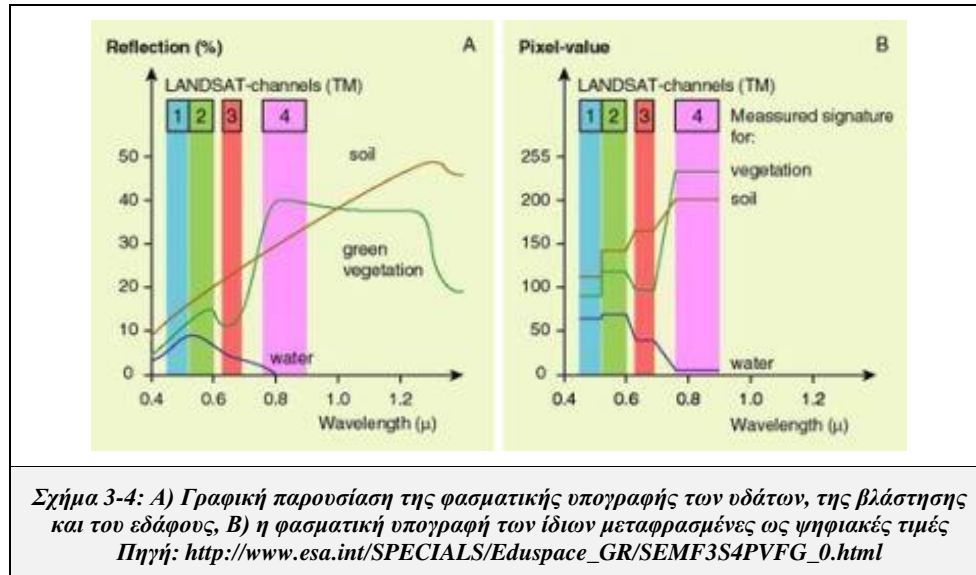 Reflection (%)
A
LANDSAT-channels (TM)
1 2 3 4
50
40
30
20
10
0
soil
green
vegetation
water
0.4 0.6 0.8 1.0 1.2
Wavelength (μ)
Pixel-value
B
LANDSAT-channels (TM)
1 2 3 4
Meassured signature
for:
255
200
150
100
50
0
vegetation
soil
water
0.4 0.6 0.8 1.0 1.2
Wavelength (μ)
Σχήμα 3-4: Α) Γραφική παρουσίαση της φασματικής υπογραφής των υδάτων, της βλάστησης
και του εδάφους, Β) η φασματική υπογραφή των ίδιων μεταφρασμένες ως ψηφιακές τιμές
Πηγή: http://www.esa.int/SPECIALS/Eduspace_GR/SEMF3S4PVFG_0.html